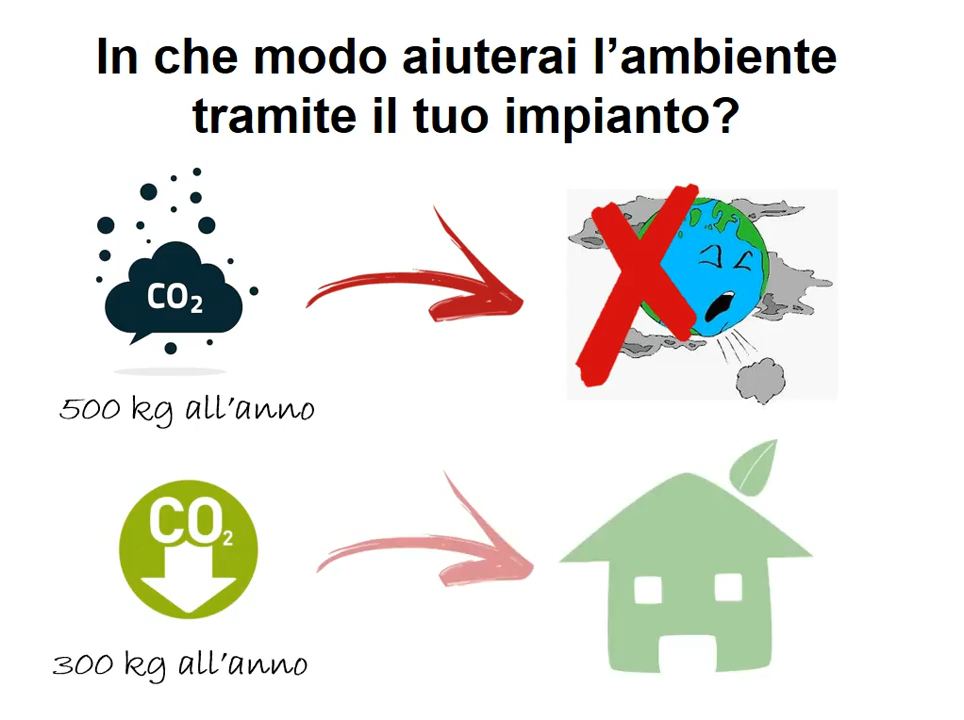 In che modo aiuterai l’ambiente
tramite il tuo impianto?
CO2
500 kg all’anno
CO2
300 kg all’anno